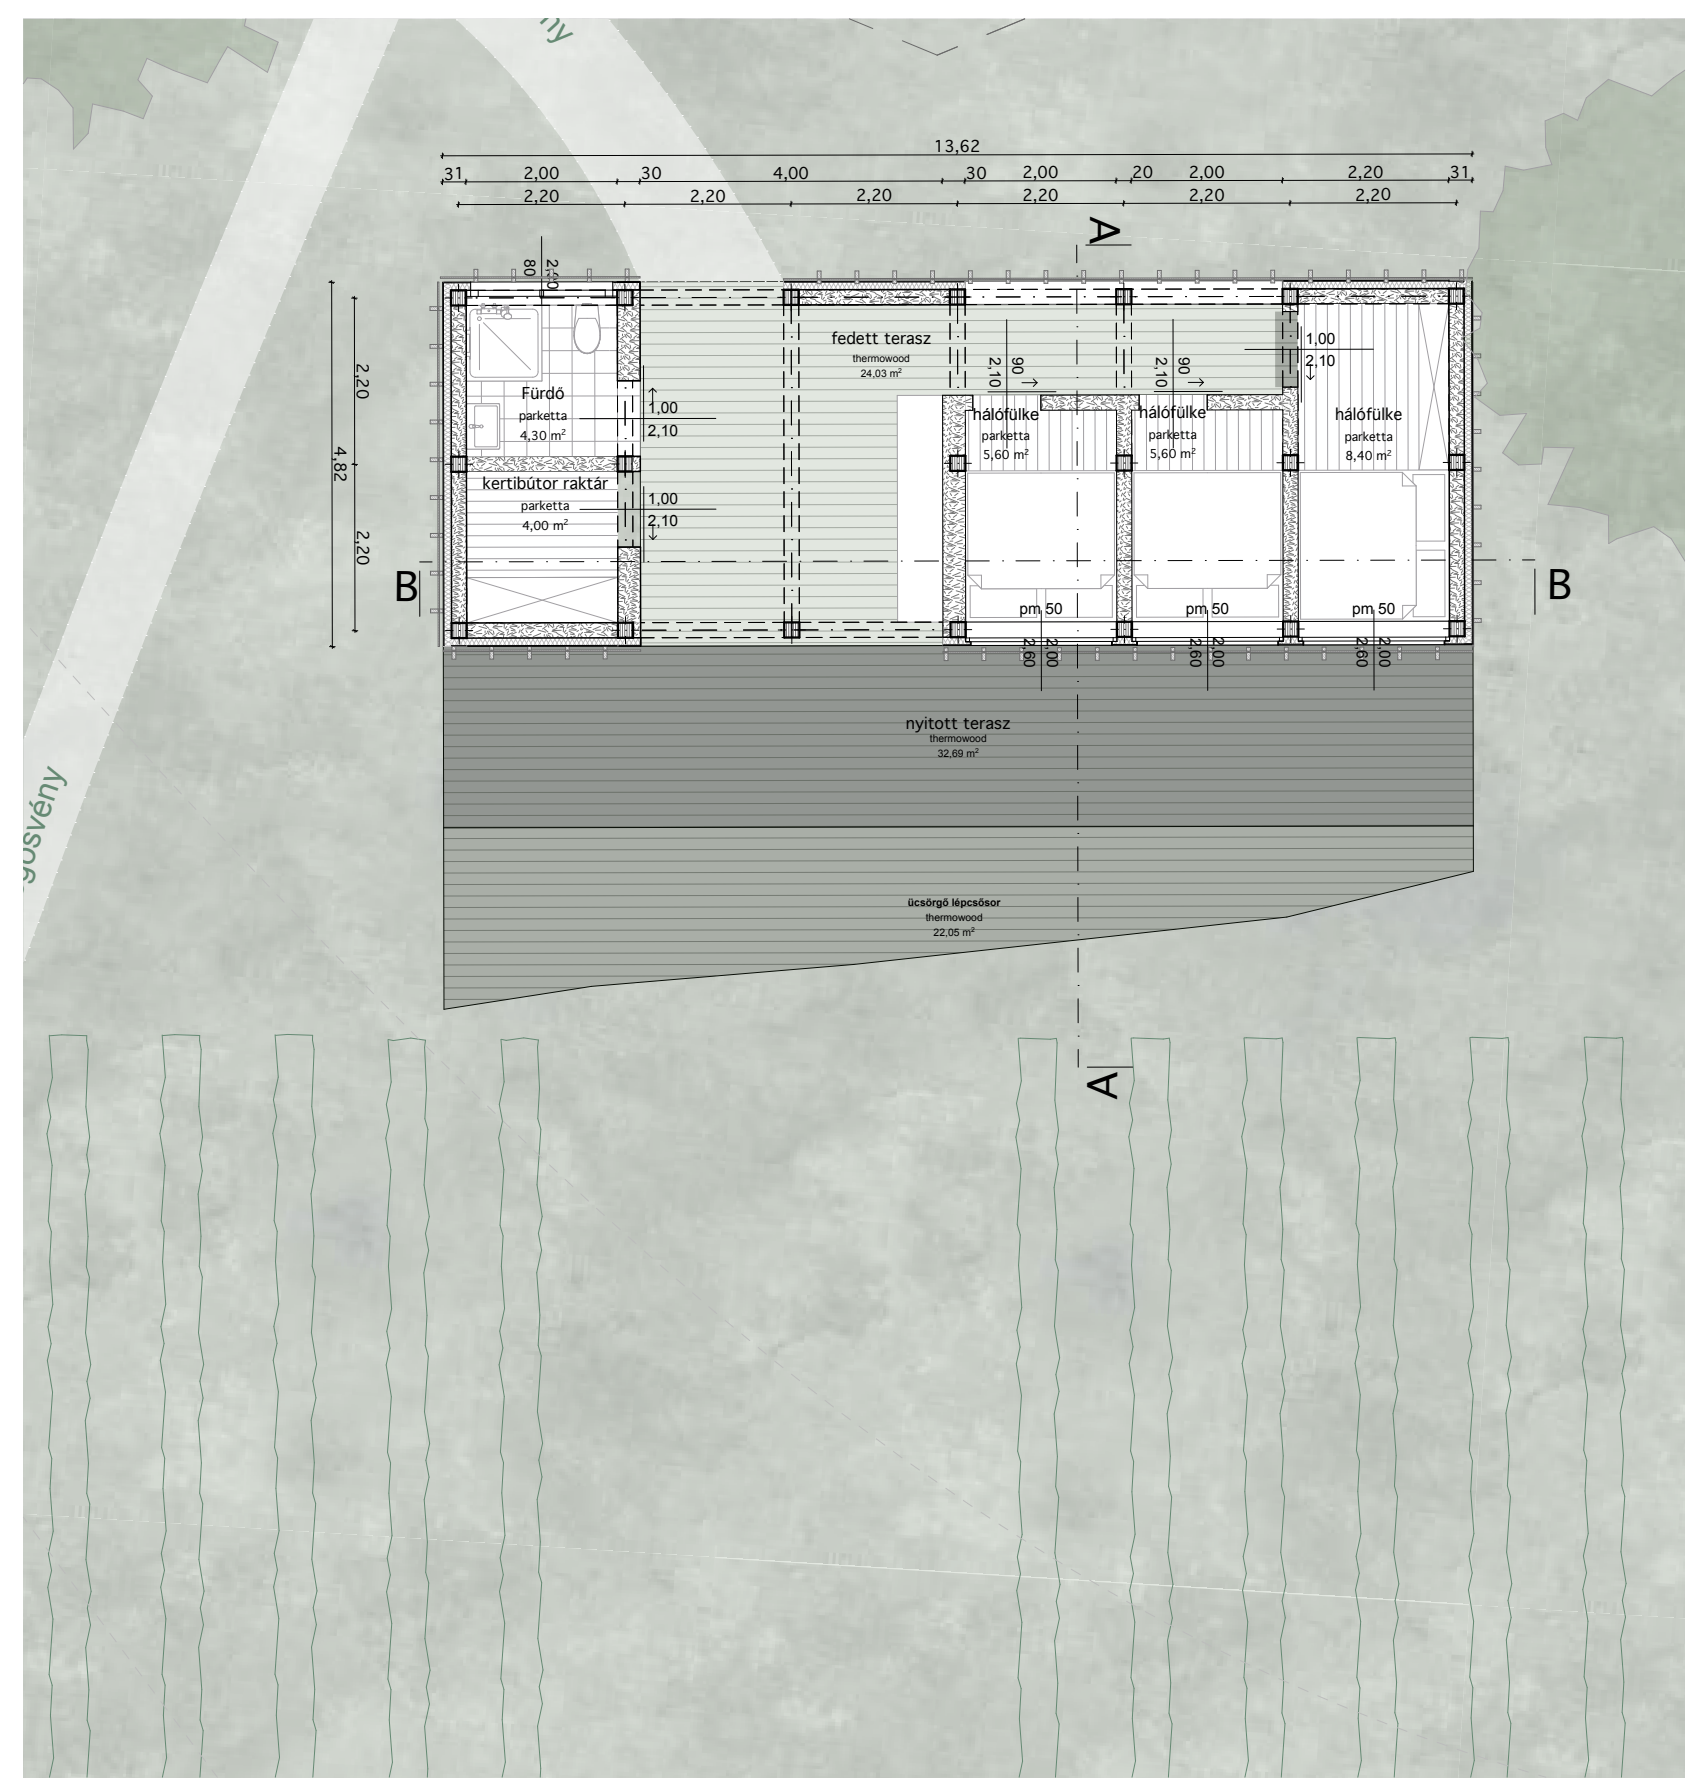 ny
13,62
31 2,00 30 4,00 30 2,00 20 2,00 2,20 31
2,20 2,20 2,20 2,20 2,20 2,20
A
80
fedett terasz
thermowood
24,03 m²
1,00
2,10
2,10
90
2,10
90
2,20
4,82
2,20
Fürdő
parketta
4,30 m²
1,00
2,10
hálófülke
parketta
5,60 m²
hálófülke
parketta
5,60 m²
hálófülke
parketta
8,40 m²
kertibútor raktár
parketta
4,00 m²
1,00
2,10
B
B
pm 50
pm 50
pm 50
2,60
2,00
2,60
2,00
2,60
2,00
nyitott terasz
thermowood
32,69 m²
gyosvény
ücsörgő lépcsősor
thermowood
22,05 m²
A